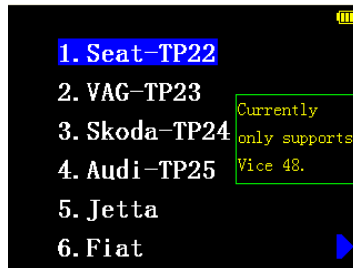 1. Seat-TP22
2. VAG-TP23
3. Skoda-TP24
4. Audi-TP25
5. Jetta
6. Fiat
Currently
only supports
Vice 48.